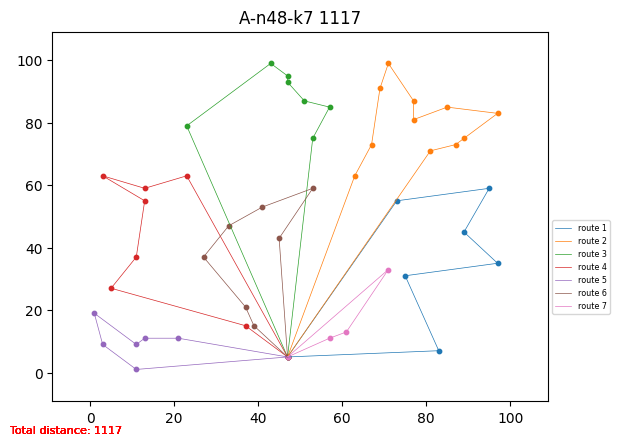 A-n48-k7 1117
100
80
60
40
20
0
0 20 40 60 80 100
route 1
route 2
route 3
route 4
route 5
route 6
route 7
Total distance: 1117